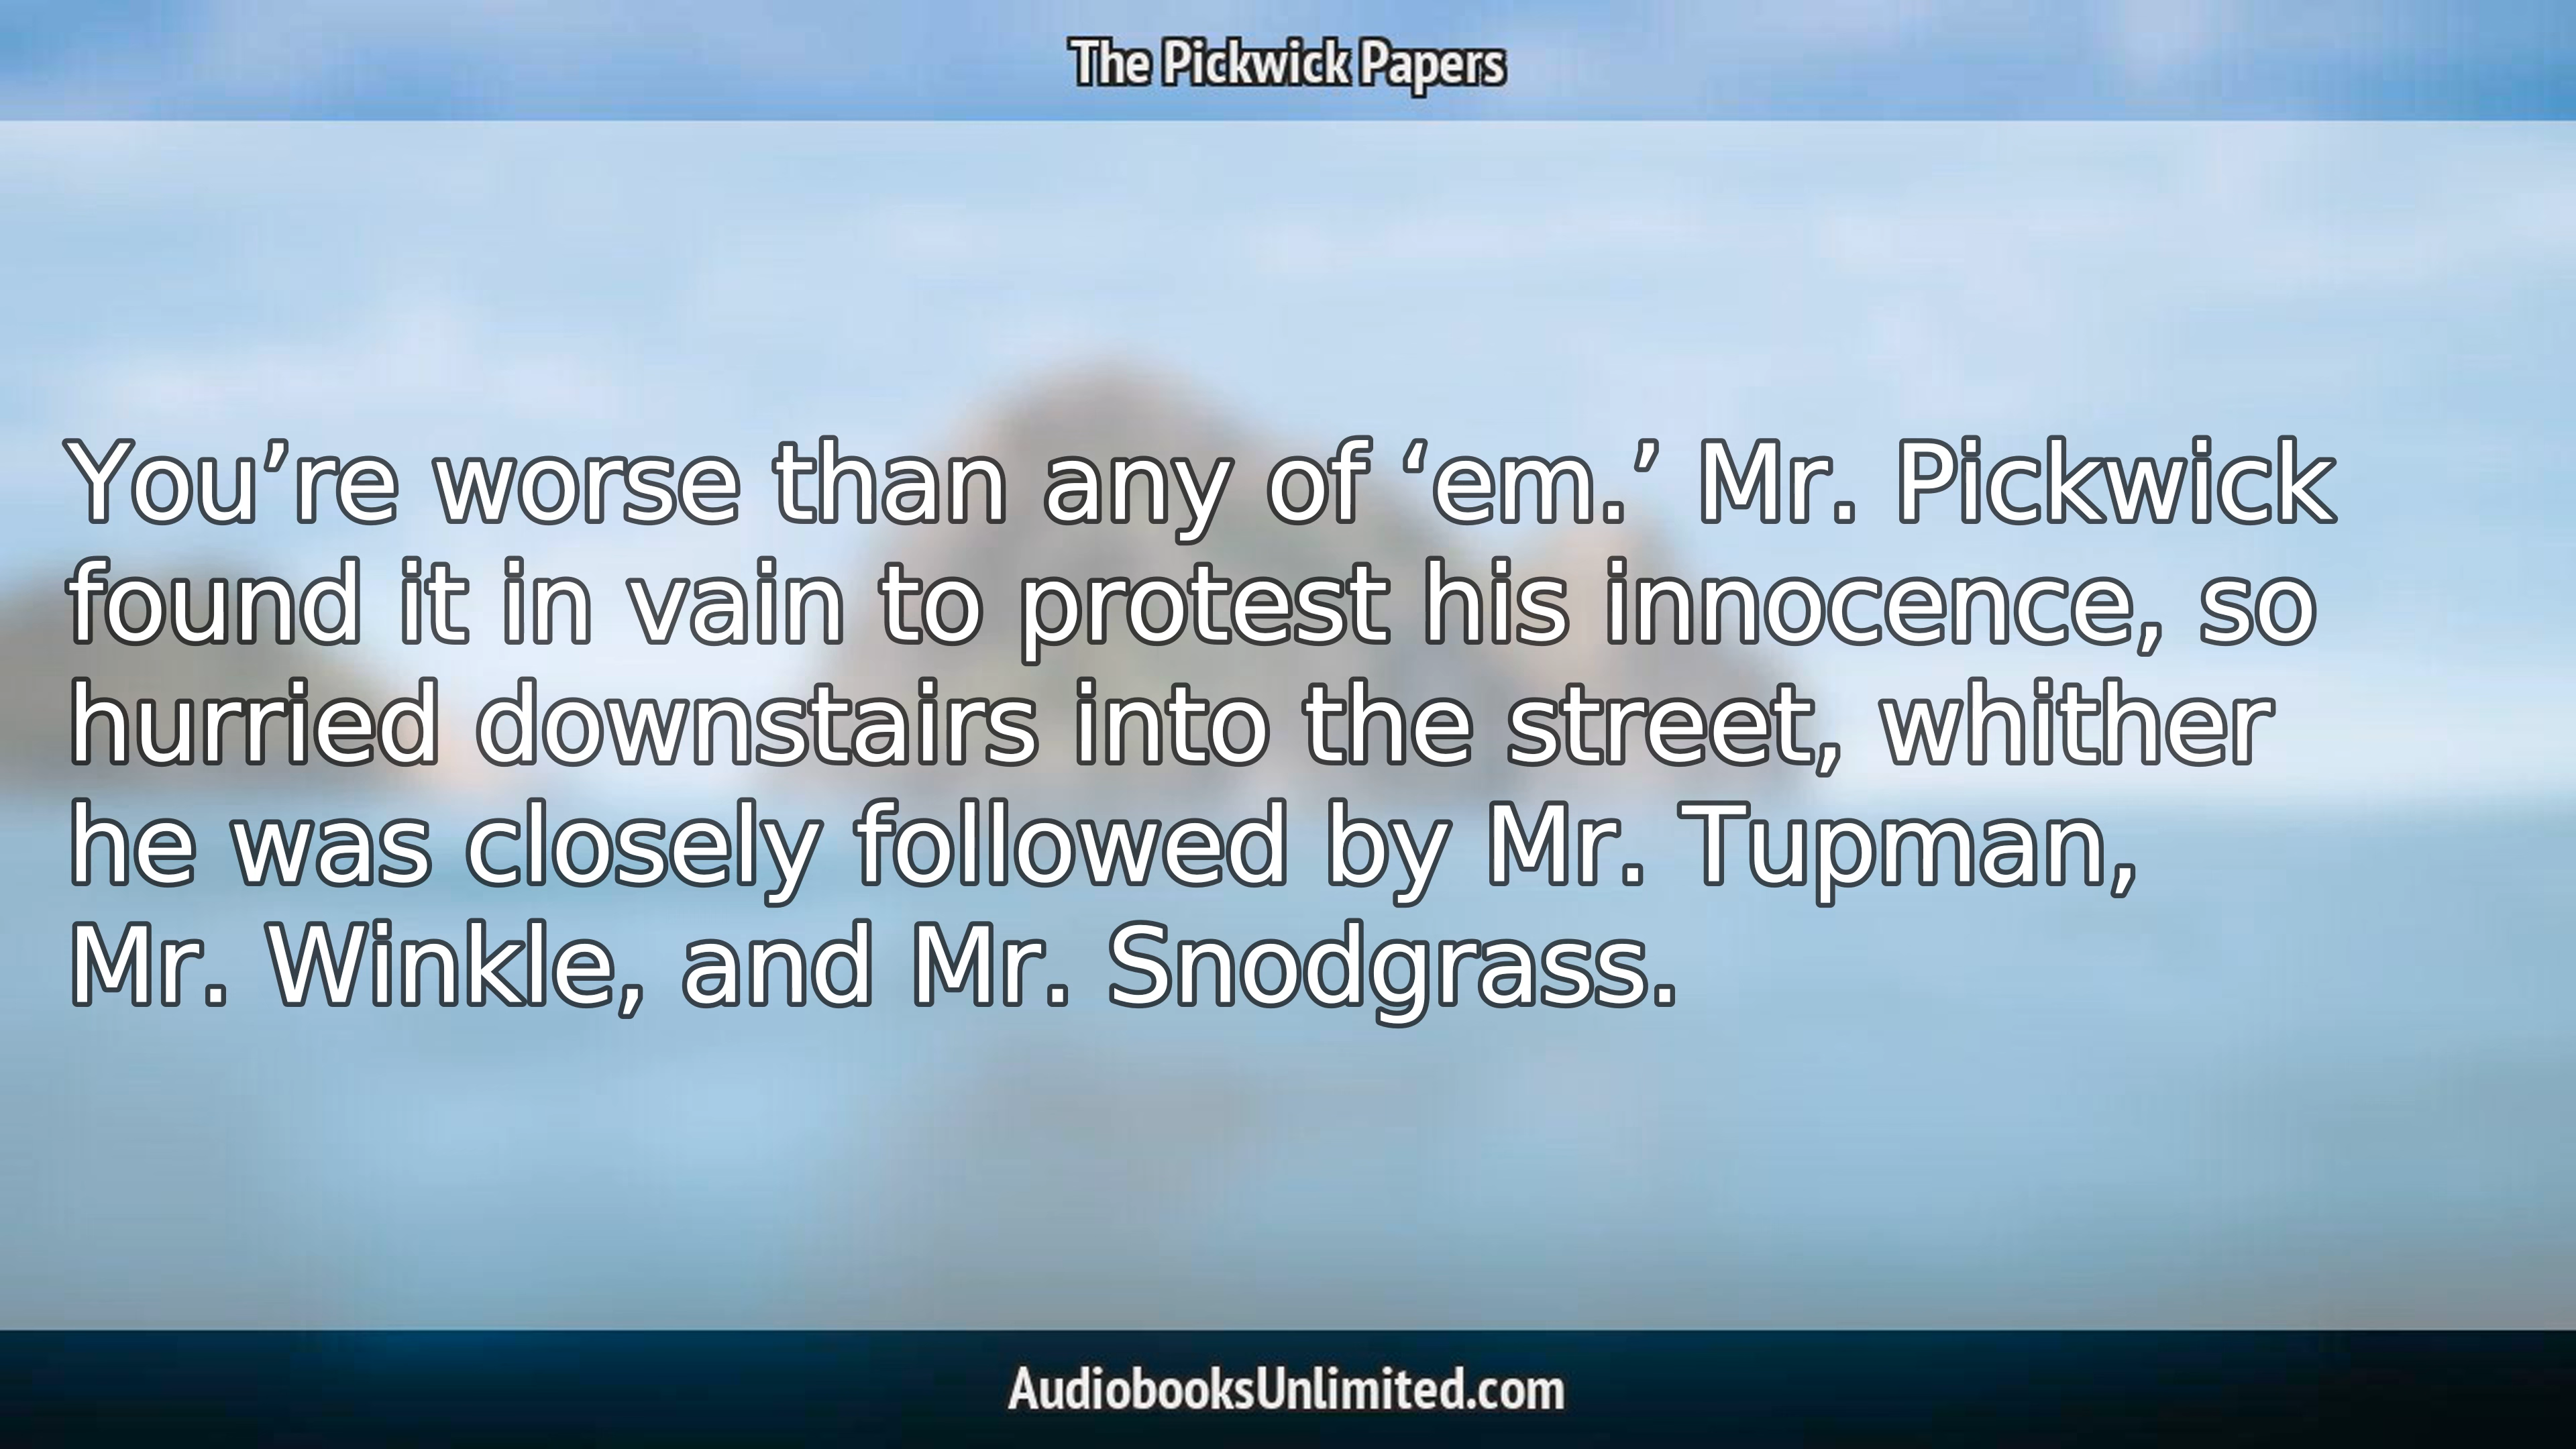 The Pickwick Papers
You’re worse than any of ‘em.’ Mr. Pickwick
found it in vain to protest his innocence, so
hurried downstairs into the street, whither
he was closely followed by Mr. Tupman,
Mr. Winkle, and Mr. Snodgrass.
AudiobooksUnlimited.com